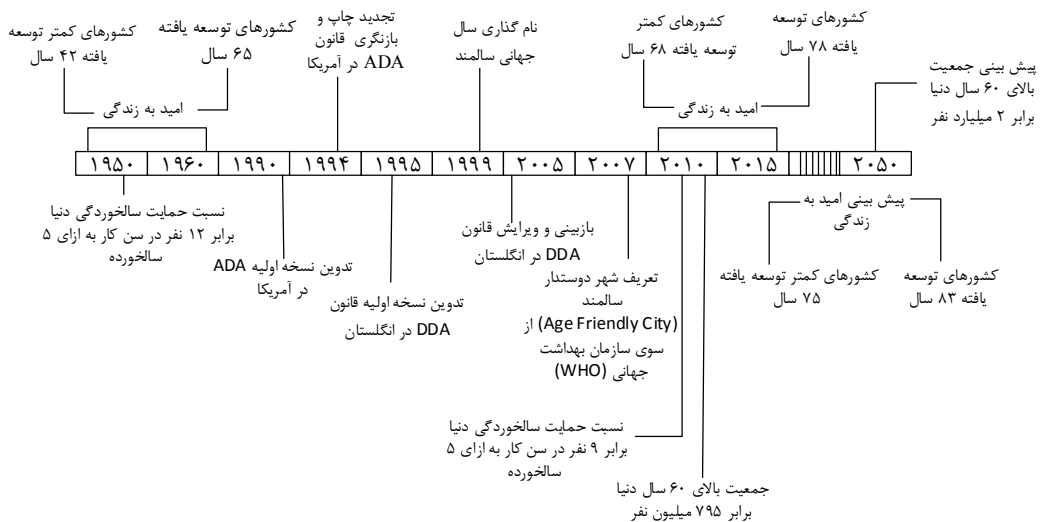 کشورهای کمتر توسعه
یافته ۴۲ سال
کشورهای توسعه یافته
۶۵ سال
امید به زندگی
تجدید چاپ و
بازنگری قانون
ADA در آمریکا
نام گذاری سال
جهانی سالمند
کشورهای کمتر
توسعه یافته ۶۸ سال
کشورهای توسعه
یافته ۷۸ سال
امید به زندگی
پیش بینی جمعیت
بالای ۶۰ سال دنیا
برابر ۲ میلیارد نفر
۱۹۵۰ ۱۹۶۰ ۱۹۹۰ ۱۹۹۴ ۱۹۹۵ ۱۹۹۹ ۲۰۰۵ ۲۰۰۷ ۲۰۱۰ ۲۰۱۵ ۲۰۵۰
نسبت حمایت سالخوردگی دنیا
برابر ۱۲ نفر در سن کار به ازای ۵
سالخورده
تدوین نسخه اولیه ADA
در آمریکا
تدوین نسخه اولیه قانون
DDA در انگلستان
بازبینی و ویرایش قانون
DDA در انگلستان
تعریف شهر دوستدار
سالمند
(Age Friendly City) از
سوی سازمان بهداشت
جهانی (WHO)
نسبت حمایت سالخوردگی دنیا
برابر ۹ نفر در سن کار به ازای ۵
سالخورده
جمعیت بالای ۶۰ سال دنیا
برابر ۷۹۵ میلیون نفر
پیش بینی امید به
زندگی
کشورهای کمتر توسعه یافته
۷۵ سال
کشورهای توسعه
یافته ۸۳ سال